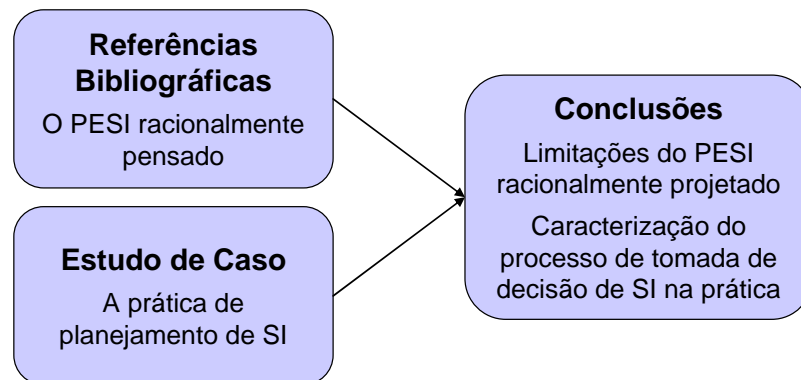 Referências
Bibliográficas
O PESI racionalmente
pensado
Estudo de Caso
A prática de
planejamento de SI
Conclusões
Limitações do PESI
racionalmente projetado
Caracterização do
processo de tomada de
decisão de SI na prática